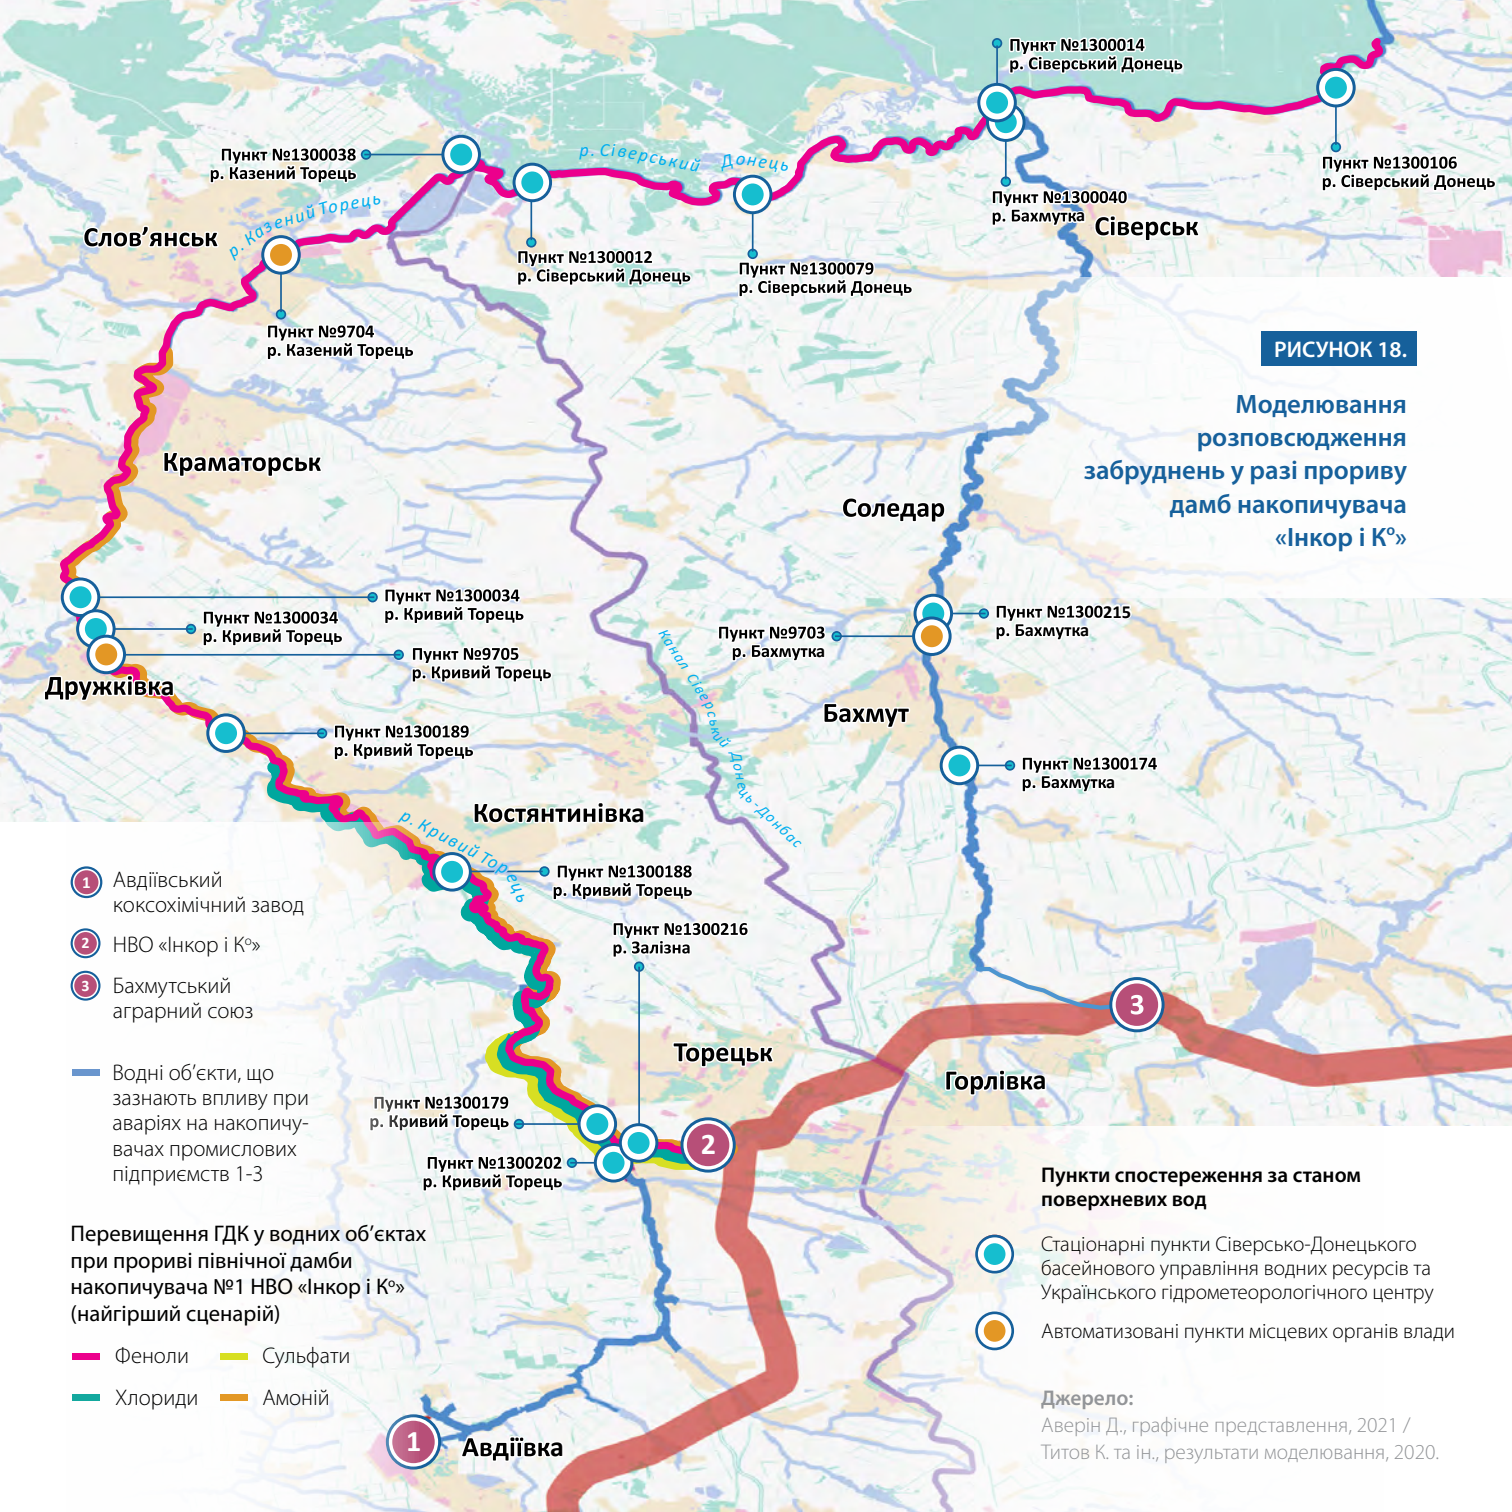 Пункт №1300014
р. Сіверський Донець
Пункт №1300038
р. Казений Торець
р. Сіверський Донець
Пункт №1300106
р. Сіверський Донець
Пункт №1300040
р. Бахмутка
Сіверськ
р. Казений Торець
Слов’янськ
Пункт №1300012
р. Сіверський Донець
Пункт №1300079
р. Сіверський Донець
Пункт №9704
р. Казений Торець
РИСУНОК 18.
Моделювання
розповсюдження
забруднень у разі прориву
дамб накопичувача
«Інкор і Кº»
Краматорськ
Соледар
Пункт №1300034
р. Кривий Торець
Пункт №1300034
р. Кривий Торець
Пункт №9705
р. Кривий Торець
Дружківка
Пункт №1300215
р. Бахмутка
Пункт №9703
р. Бахмутка
Канал Сіверський Донець-Донбас
Бахмут
Пункт №1300189
р. Кривий Торець
Пункт №1300174
р. Бахмутка
Костянтинівка
р. Кривий Торець
Пункт №1300188
р. Кривий Торець
Пункт №1300216
р. Залізна
1 Авдіївський
коксохімічний завод
2 НВО «Інкор і Кº»
3 Бахмутський
аграрний союз
3
Торецьк
Горлівка
Водні об’єкти, що
зазнають впливу при
аваріях на накопичу-
вачах промислових
підприємств 1-3
Пункт №1300179
р. Кривий Торець
2
Пункт №1300202
р. Кривий Торець
Перевищення ГДК у водних об’єктах
при прориві північної дамби
накопичувача №1 НВО «Інкор і Кº»
(найгірший сценарій)
Феноли Сульфати
Хлориди Амоній
1
Авдіївка
Пункти спостереження за станом
поверхневих вод
Стаціонарні пункти Сіверсько-Донецького
басейнового управління водних ресурсів та
Українського гідрометеорологічного центру
Автоматизовані пункти місцевих органів влади
Джерело:
Аверін Д., графічне представлення, 2021 /
Титов К. та ін., результати моделювання, 2020.